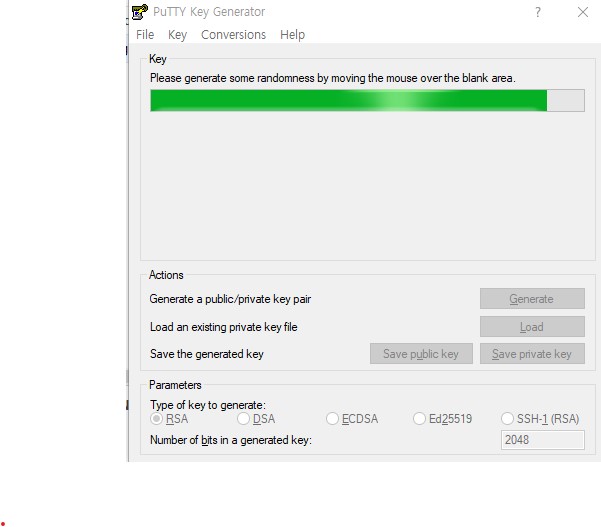 PuTTY Key Generator ?
File Key Conversions Help
Key
Please generate some randomness by moving the mouse over the blank area.
Actions
Generate a public/private key pair Generate
Load an existing private key file Load
Save the generated key Save public key Save private key
Parameters
Type of key to generate:
RSA DSA ECDSA Ed25519 SSH-1 (RSA)
Number of bits in a generated key: 2048